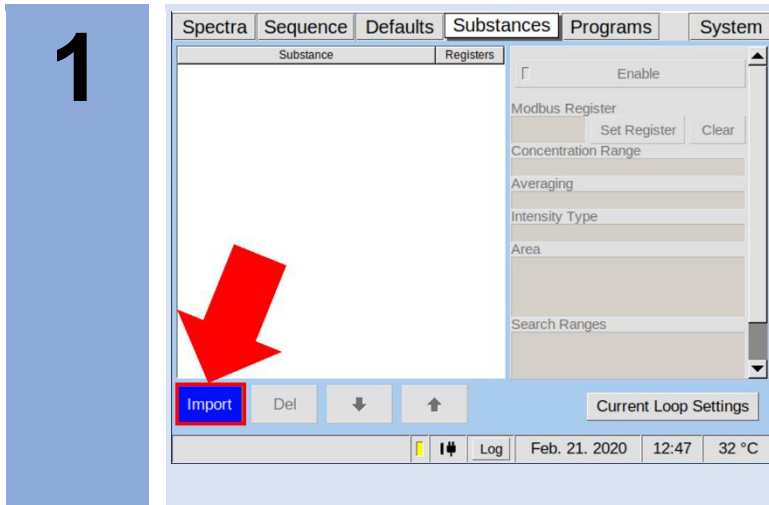 1
Spectra Sequence Defaults Substances Programs System
Substance Registers
Enable
Modbus Register
Set Register Clear
Concentration Range
Averaging
Intensity Type
Area
Search Ranges
Import Del Current Loop Settings
Log Feb. 21. 2020 12:47 32 °C